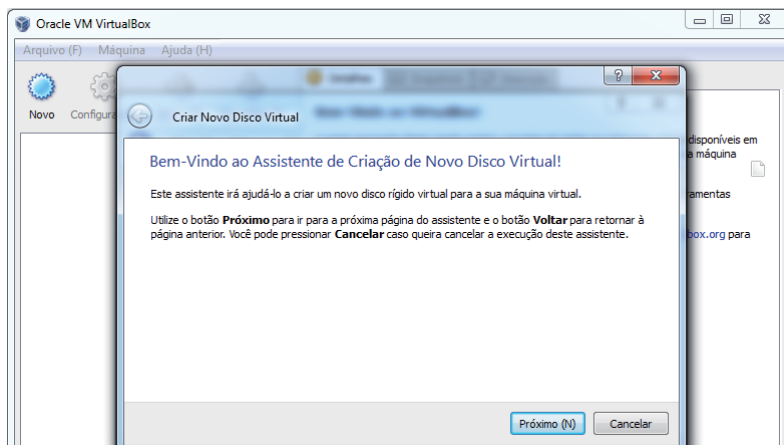 Oracle VM VirtualBox
Arquivo (F) Máquina Ajuda (H)
Novo
Configura
Criar Novo Disco Virtual
disponíveis em
a máquina
Bem-Vindo ao Assistente de Criação de Novo Disco Virtual!
Este assistente irá ajudá-lo a criar um novo disco rígido virtual para a sua máquina virtual.
ramentas
Utilize o botão Próximo para ir para a próxima página do assistente e o botão Voltar para retornar à
página anterior. Você pode pressionar Cancelar caso queira cancelar a execução deste assistente.
box.org para
Próximo (N) Cancelar